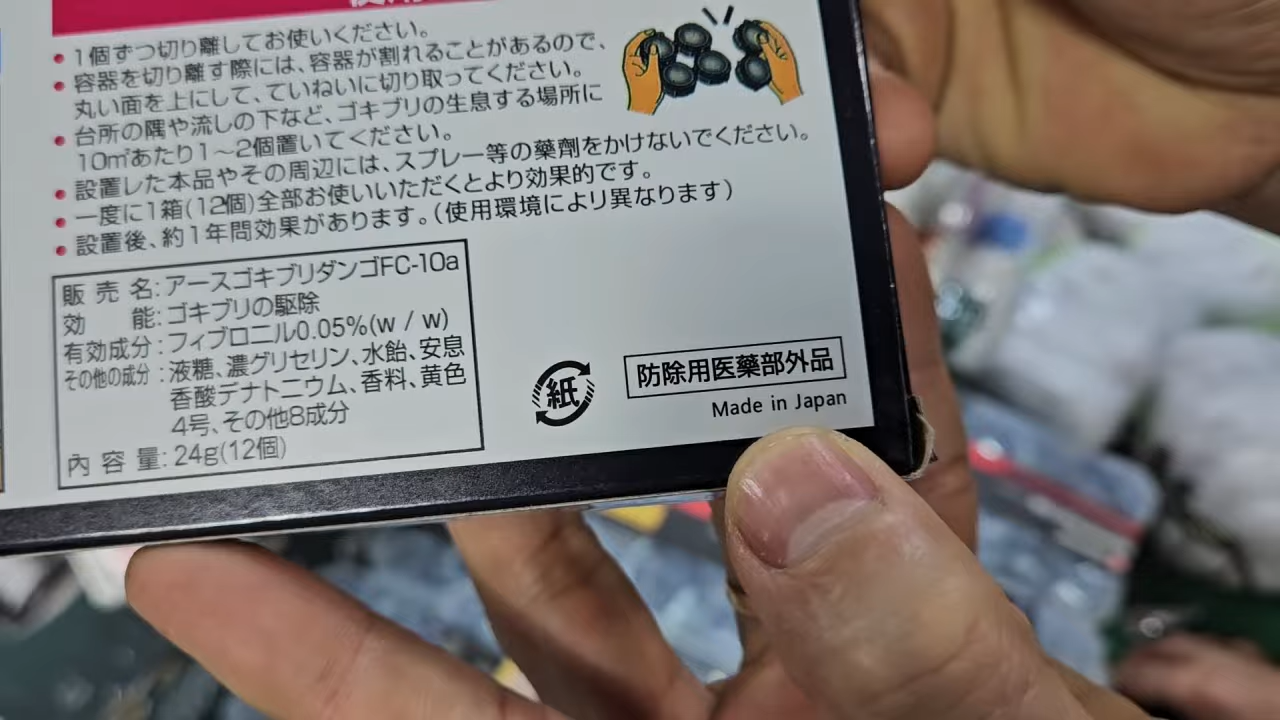 • 1個ずつ切り離してお使いください。
• 容器を切り離す際には、容器が割れることがあるので、
丸い面を上にして、ていねいに切り取ってください。
• 台所の隅や流しの下など、ゴキブリの生息する場所に
10㎡あたり1〜2個置いてください。
• 設置した本品やその周辺には、スプレー等の藥劑をかけないでください。
• 一度に1箱(12個)全部お使いいただくとより効果的です。
• 設置後、約1年間効果があります。(使用環境により異なります)
販売名:アースゴキブリダンゴFC-10a
効能:ゴキブリの駆除
有効成分:フィブロニル0.05%(w / w)
その他の成分:液糖、濃グリセリン、水飴、安息
香酸デナトニウム、香料、黄色
4号、その他8成分
內容量:24g(12個)
紙
防除用医藥部外品
Made in Japan